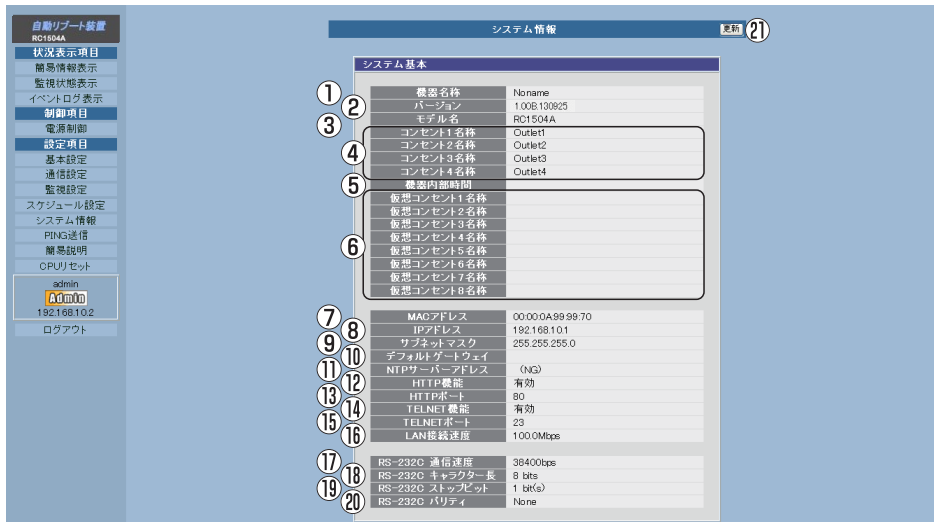 自動リブート装置
RC1504A
状況表示項目
簡易情報表示
監視状態表示
イベントログ表示
制御項目
電源制御
設定項目
基本設定
通信設定
監視設定
スケジュール設定
システム情報
PING送信
簡易説明
CPUリセット
admin
Admin
192.168.10.2
ログアウト
システム情報 更新 ㉑
システム基本
① 機器名称 Noname
② バージョン 1.00B.130925
③ モデル名 RC1504A
コンセント1名称 Outlet1
コンセント2名称 Outlet2
④ コンセント3名称 Outlet3
コンセント4名称 Outlet4
⑤ 機器内部時間
仮想コンセント1名称
仮想コンセント2名称
仮想コンセント3名称
仮想コンセント4名称
⑥ 仮想コンセント5名称
仮想コンセント6名称
仮想コンセント7名称
仮想コンセント8名称
⑦ MACアドレス 00:00:0A:99:99:70
⑧ IPアドレス 192.168.10.1
⑨ サブネットマスク 255.255.255.0
⑩ デフォルトゲートウェイ
⑪ NTPサーバーアドレス (NG)
⑫ HTTP機能 有効
⑬ HTTPポート 80
⑭ TELNET機能 有効
⑮ TELNETポート 23
⑯ LAN接続速度 100.0Mbps
⑰ RS-232C 通信速度 38400bps
⑱ RS-232C キャラクター長 8 bits
⑲ RS-232C ストップビット 1 bit(s)
⑳ RS-232C パリティ None